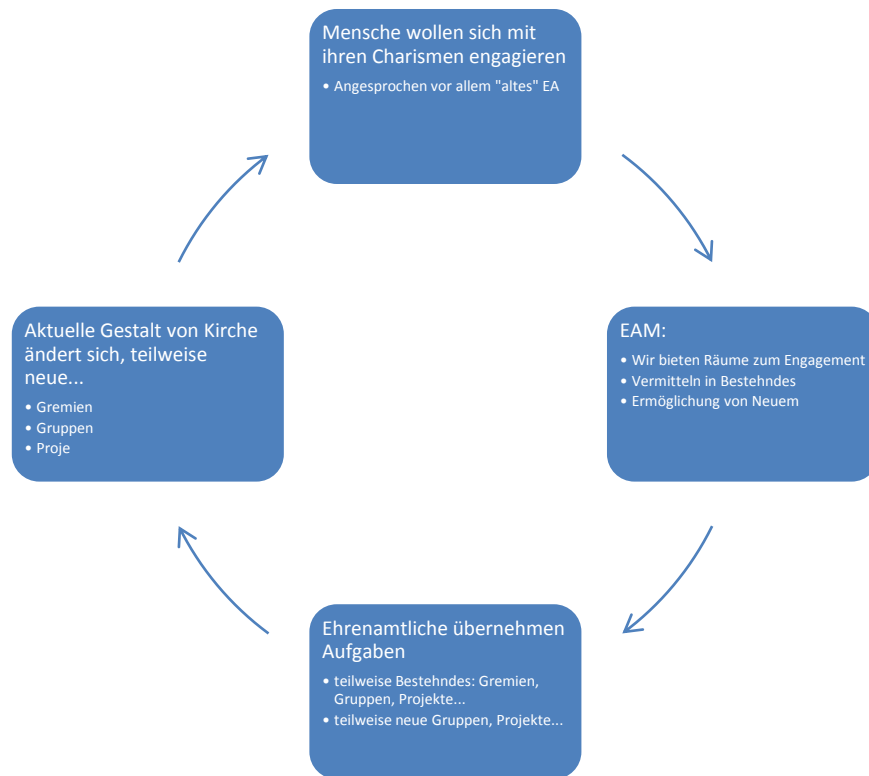 Mensche wollen sich mit
ihren Charismen engagieren
• Angesprochen vor allem "altes" EA
EAM:
• Wir bieten Räume zum Engagement
• Vermitteln in Bestehndes
• Ermöglichung von Neuem
Ehrenamtliche übernehmen
Aufgaben
• teilweise Bestehndes: Gremien,
Gruppen, Projekte...
• teilweise neue Gruppen, Projekte...
Aktuelle Gestalt von Kirche
ändert sich, teilweise
neue...
• Gremien
• Gruppen
• Proje